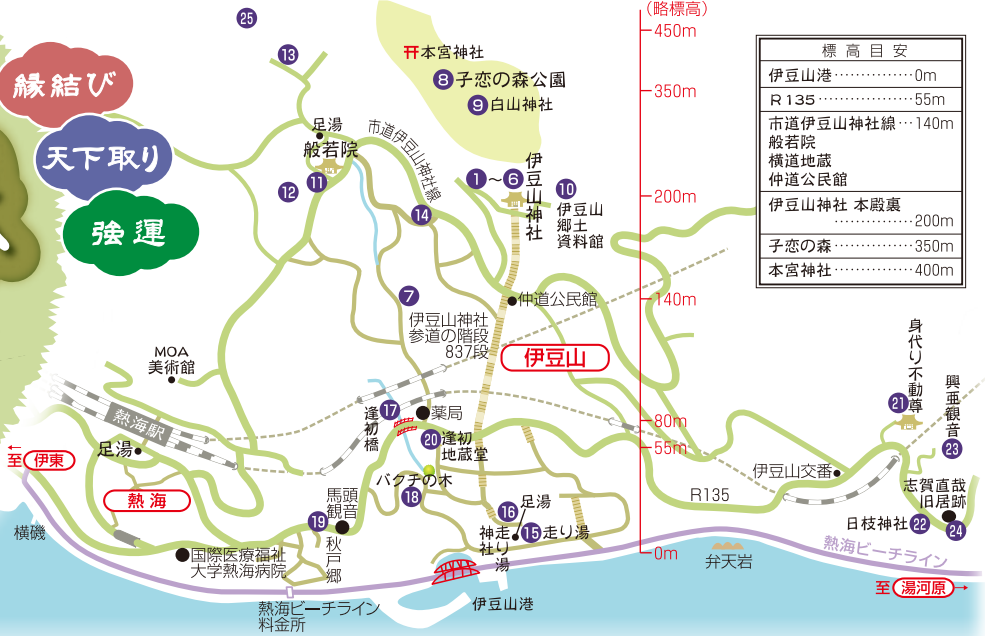 縁結び
天下取り
強運
25
13
本宮神社
8 子恋の森公園
9 白山神社
足湯
般若院
市道伊豆山神社線
11
12
14
1～6
伊豆山神社
10
伊豆山
郷土
資料館
(略標高)
450m
350m
200m
140m
80m
55m
0m
標高目安
伊豆山港……………0m
R135………………55m
市道伊豆山神社線…140m
般若院
横道地蔵
仲道公民館
伊豆山神社 本殿裏
……………200m
子恋の森……………350m
本宮神社……………400m
7
伊豆山神社
参道の階段
837段
仲道公民館
伊豆山
MOA
美術館
熱海駅
足湯
至 伊東
熱海
横磯
17
逢初橋
薬局
20 逢初
地蔵堂
バクチの木
18
馬頭
観音
19
秋戸郷
国際医療福祉
大学熱海病院
熱海ビーチライン
料金所
16
足湯
走り湯
神社
15 走り湯
伊豆山港
R135
伊豆山交番
身代り不動尊
21
興亜観音
23
志賀直哉
旧居跡
日枝神社 22
24
弁天岩
熱海ビーチライン
至 湯河原